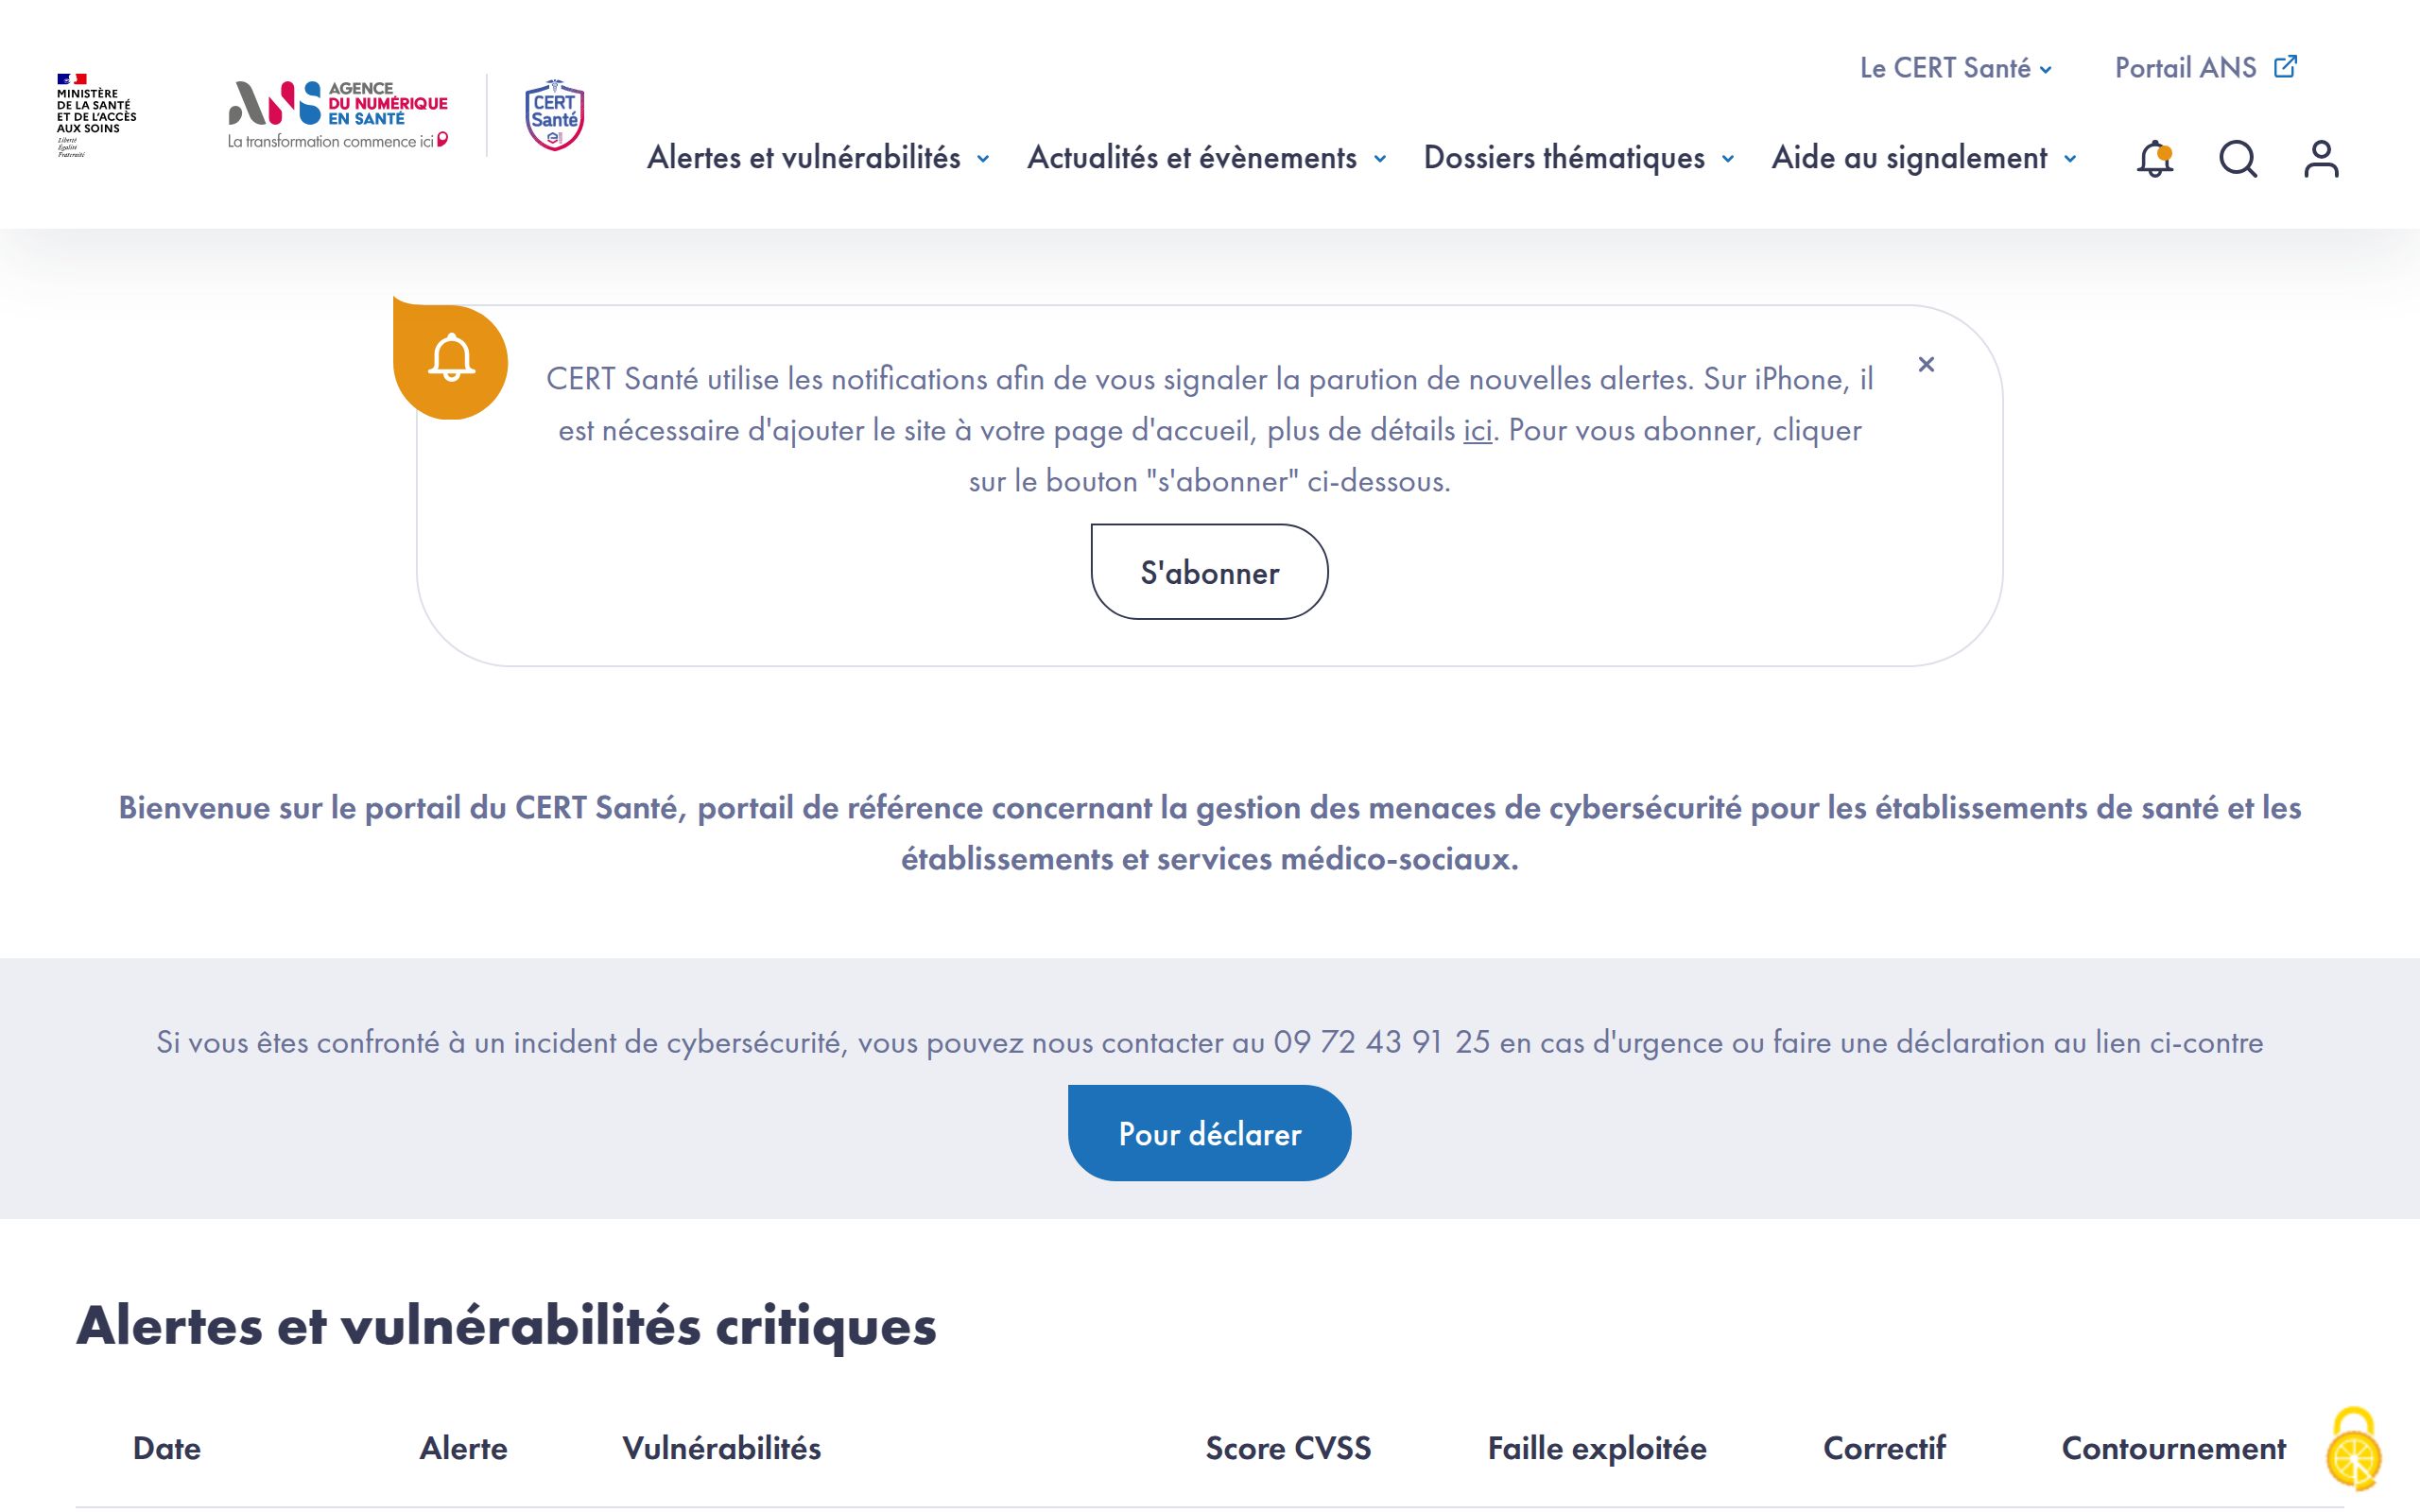 Le CERT Santé
Portail ANS
MINISTÈRE
DE LA SANTÉ
ET DE L'ACCÈS
AUX SOINS
Liberté
Égalité
Fraternité
ANS
AGENCE
DU NUMÉRIQUE
EN SANTÉ
La transformation commence ici
CERT
Santé
Alertes et vulnérabilités
Actualités et évènements
Dossiers thématiques
Aide au signalement
CERT Santé utilise les notifications afin de vous signaler la parution de nouvelles alertes. Sur iPhone, il
est nécessaire d'ajouter le site à votre page d'accueil, plus de détails ici. Pour vous abonner, cliquer
sur le bouton "s'abonner" ci-dessous.
S'abonner
Bienvenue sur le portail du CERT Santé, portail de référence concernant la gestion des menaces de cybersécurité pour les établissements de santé et les
établissements et services médico-sociaux.
Si vous êtes confronté à un incident de cybersécurité, vous pouvez nous contacter au 09 72 43 91 25 en cas d'urgence ou faire une déclaration au lien ci-contre
Pour déclarer
Alertes et vulnérabilités critiques
Date
Alerte
Vulnérabilités
Score CVSS
Faille exploitée
Correctif
Contournement